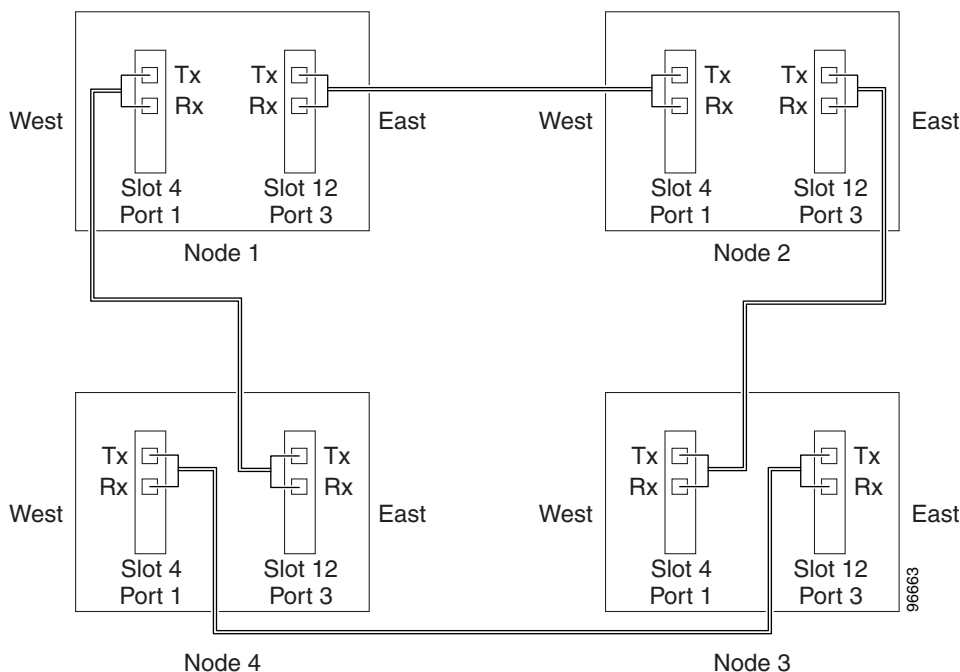 Tx Tx Tx Tx
Rx Rx Rx Rx
West East West East
Slot 4 Slot 12 Slot 4 Slot 12
Port 1 Port 3 Port 1 Port 3
Node 1 Node 2
Tx Tx Tx Tx
Rx Rx Rx Rx
West East West East
Slot 4 Slot 12 Slot 4 Slot 12
Port 1 Port 3 Port 1 Port 3
96663
Node 4 Node 3